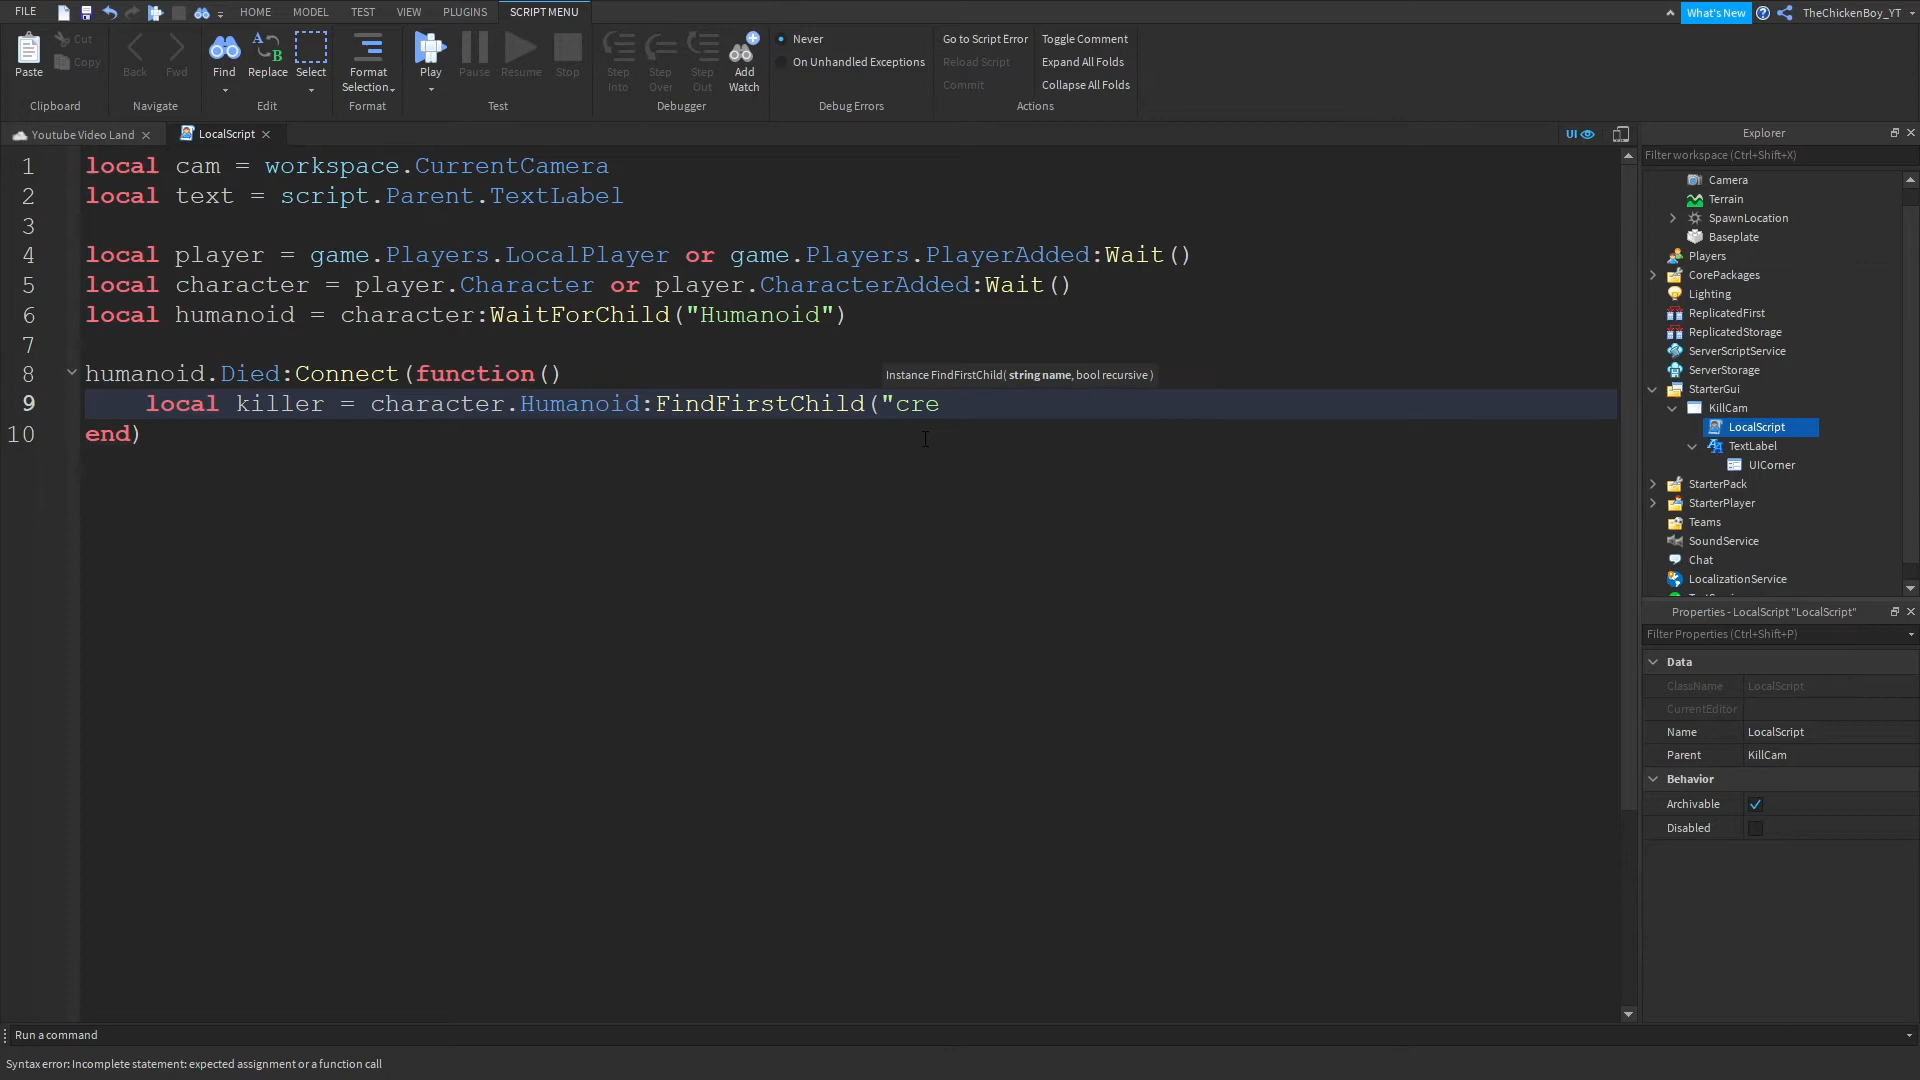 FILE HOME MODEL TEST VIEW PLUGINS SCRIPT MENU What's New TheChickenBoy_YT
Paste Cut Copy Back Fwd Find Replace Select Format Selection Play Pause Resume Stop Step Into Step Over Step Out Add Watch
Never
On Unhandled Exceptions
Go to Script Error Toggle Comment
Reload Script Expand All Folds
Commit Collapse All Folds
Clipboard Navigate Edit Format Test Debugger Debug Errors Actions
Youtube Video Land LocalScript UI
1 local cam = workspace.CurrentCamera
2 local text = script.Parent.TextLabel
3
4 local player = game.Players.LocalPlayer or game.Players.PlayerAdded:Wait()
5 local character = player.Character or player.CharacterAdded:Wait()
6 local humanoid = character:WaitForChild("Humanoid")
7
8 humanoid.Died:Connect(function()
Instance FindFirstChild( string name, bool recursive )
9 local killer = character.Humanoid:FindFirstChild("cre
10 end)
Explorer
Filter workspace (Ctrl+Shift+X)
Camera
Terrain
SpawnLocation
Baseplate
Players
CorePackages
Lighting
ReplicatedFirst
ReplicatedStorage
ServerScriptService
ServerStorage
StarterGui
KillCam
LocalScript
TextLabel
UICorner
StarterPack
StarterPlayer
Teams
SoundService
Chat
LocalizationService
Properties - LocalScript "LocalScript"
Filter Properties (Ctrl+Shift+P)
Data
ClassName LocalScript
CurrentEditor
Name LocalScript
Parent KillCam
Behavior
Archivable
Disabled
Run a command
Syntax error: Incomplete statement: expected assignment or a function call